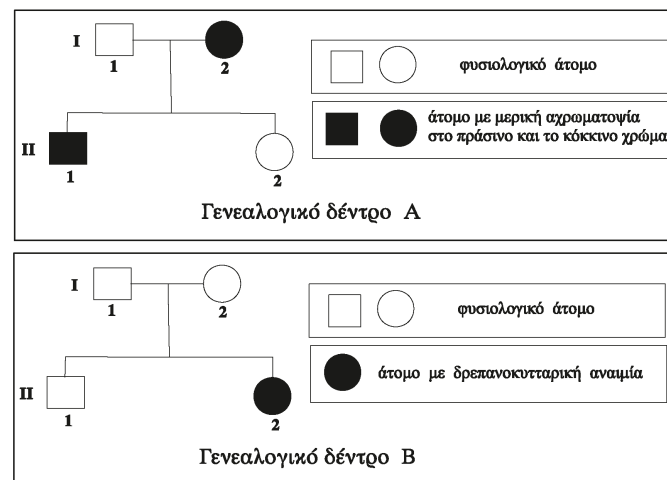 I
1
2
φυσιολογικό άτομο
άτομο με μερική αχρωματοψία
στο πράσινο και το κόκκινο χρώμα
II
1
2
Γενεαλογικό δέντρο Α
I
1
2
φυσιολογικό άτομο
άτομο με δρεπανοκυτταρική αναιμία
II
1
2
Γενεαλογικό δέντρο Β